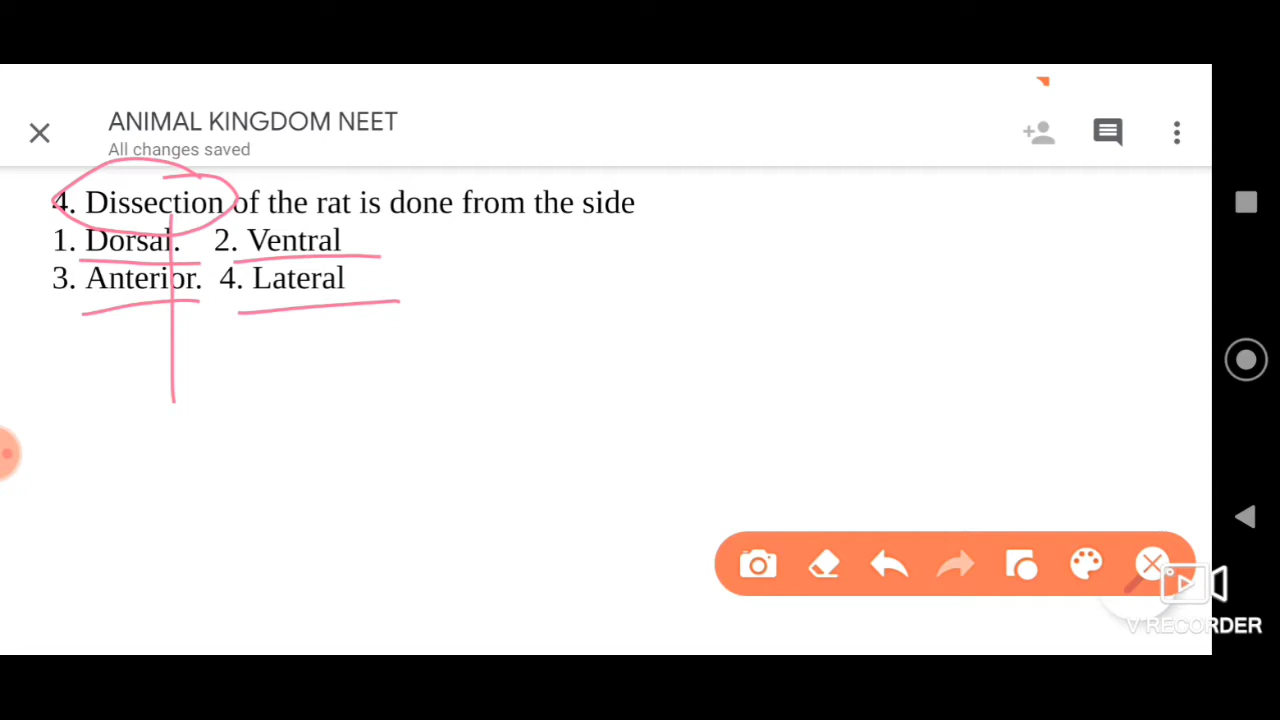 ANIMAL KINGDOM NEET
All changes saved
4. Dissection of the rat is done from the side
1. Dorsal. 2. Ventral
3. Anterior. 4. Lateral
V RECORDER